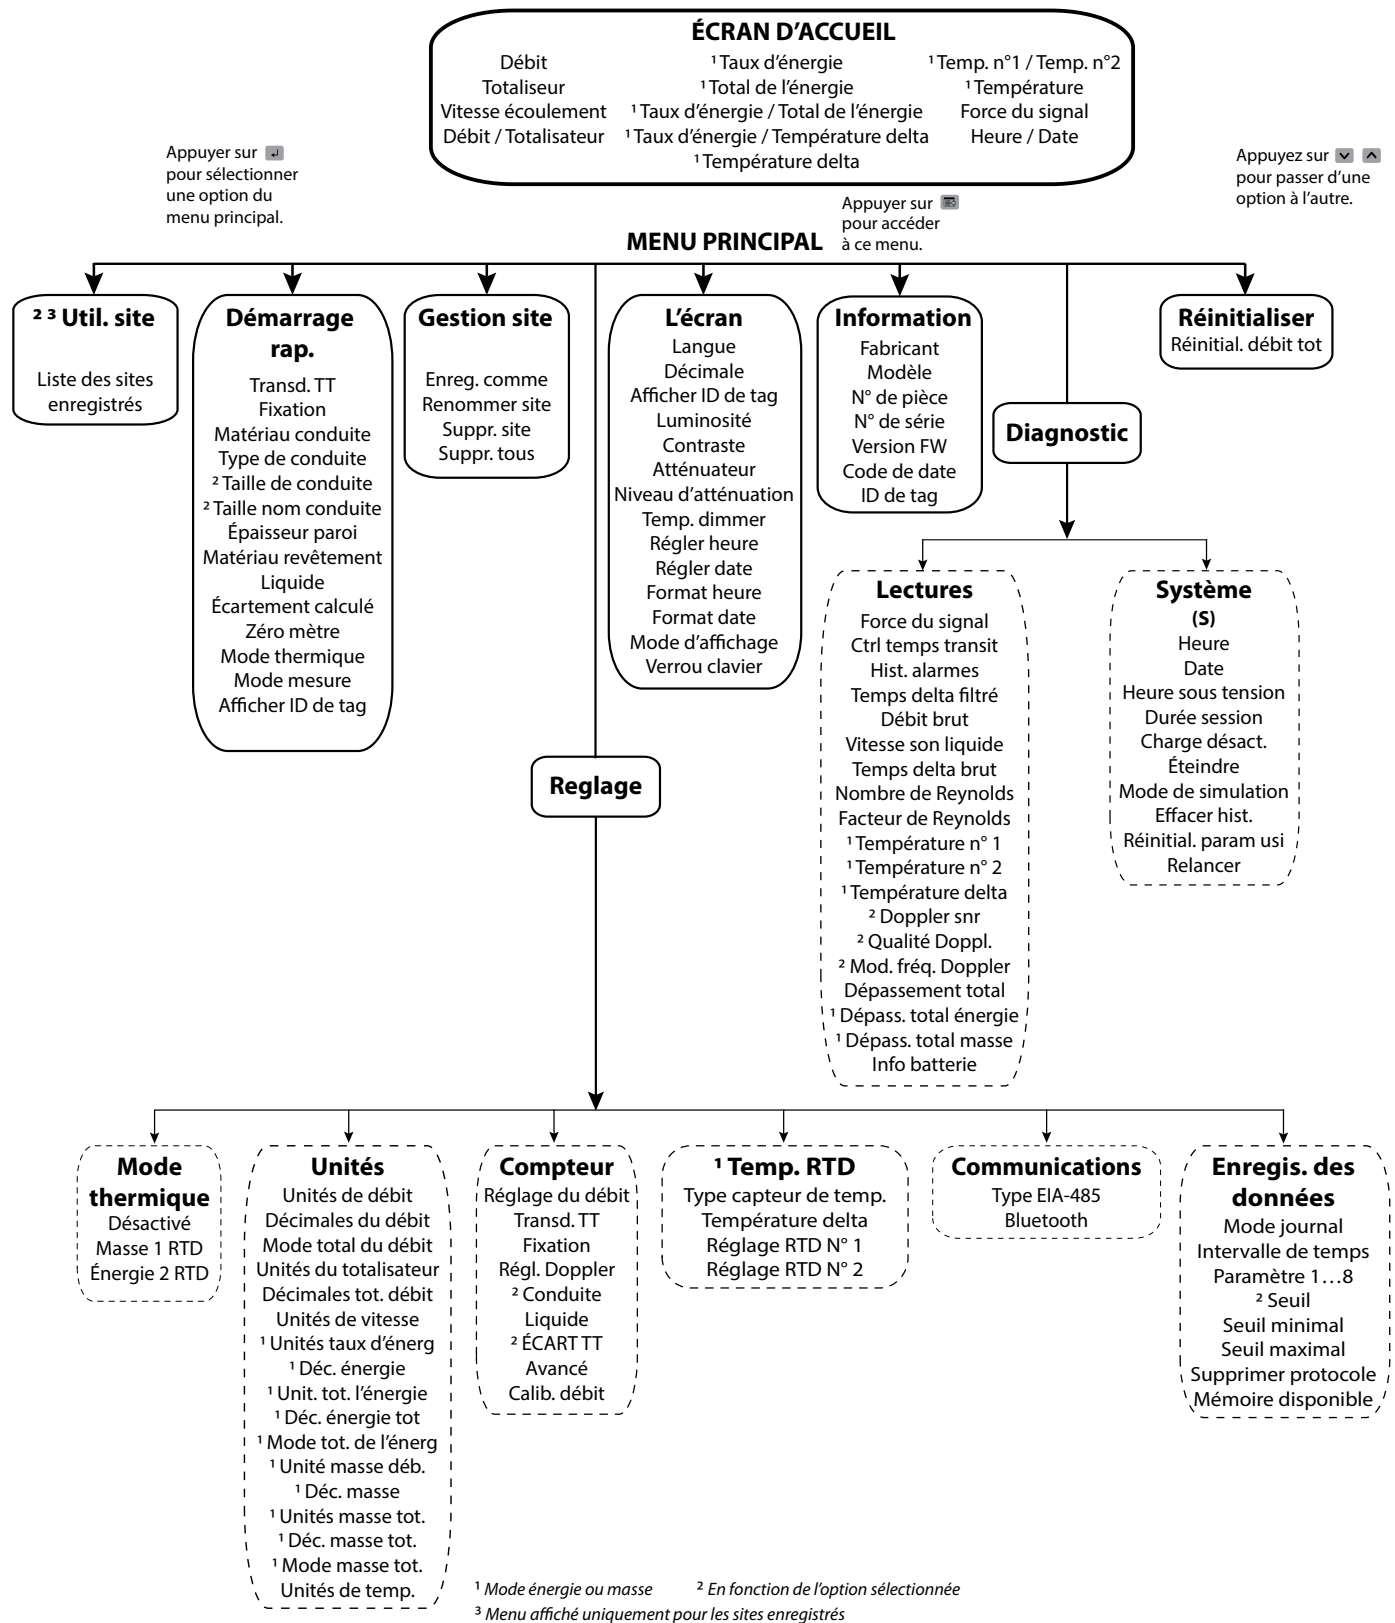 ÉCRAN D'ACCUEIL
Débit
Totaliseur
Vitesse écoulement
Débit / Totalisateur
¹ Taux d'énergie
¹ Total de l'énergie
¹ Taux d'énergie / Total de l'énergie
¹ Taux d'énergie / Température delta
¹ Température delta
¹ Temp. n°1 / Temp. n°2
¹ Température
Force du signal
Heure / Date
Appuyer sur
pour sélectionner
une option du
menu principal.
Appuyez sur
pour passer d'une
option à l'autre.
Appuyer sur
pour accéder
à ce menu.
MENU PRINCIPAL
² ³ Util. site
Liste des sites
enregistrés
Démarrage
rap.
Transd. TT
Fixation
Matériau conduite
Type de conduite
² Taille de conduite
² Taille nom conduite
Épaisseur paroi
Matériau revêtement
Liquide
Écartement calculé
Zéro mètre
Mode thermique
Mode mesure
Afficher ID de tag
Gestion site
Enreg. comme
Renommer site
Suppr. site
Suppr. tous
L'écran
Langue
Décimale
Afficher ID de tag
Luminosité
Contraste
Atténuateur
Niveau d'atténuation
Temp. dimmer
Régler heure
Régler date
Format heure
Format date
Mode d'affichage
Verrou clavier
Information
Fabricant
Modèle
N° de pièce
N° de série
Version FW
Code de date
ID de tag
Réinitialiser
Réinitial. débit tot
Diagnostic
Lectures
Force du signal
Ctrl temps transit
Hist. alarmes
Temps delta filtré
Débit brut
Vitesse son liquide
Temps delta brut
Nombre de Reynolds
Facteur de Reynolds
¹ Température n° 1
¹ Température n° 2
¹ Température delta
² Doppler snr
² Qualité Doppl.
² Mod. fréq. Doppler
Dépassement total
¹ Dépass. total énergie
¹ Dépass. total masse
Info batterie
Système
(S)
Heure
Date
Heure sous tension
Durée session
Charge désact.
Éteindre
Mode de simulation
Effacer hist.
Réinitial. param usi
Relancer
Reglage
Mode
thermique
Désactivé
Masse 1 RTD
Énergie 2 RTD
Unités
Unités de débit
Décimales du débit
Mode total du débit
Unités du totalisateur
Décimales tot. débit
Unités de vitesse
¹ Unités taux d'énerg
¹ Déc. énergie
¹ Unit. tot. l'énergie
¹ Déc. énergie tot
¹ Mode tot. de l'énerg
¹ Unité masse déb.
¹ Déc. masse
¹ Unités masse tot.
¹ Déc. masse tot.
¹ Mode masse tot.
Unités de temp.
Compteur
Réglage du débit
Transd. TT
Fixation
Régl. Doppler
² Conduite
Liquide
² ÉCART TT
Avancé
Calib. débit
¹ Temp. RTD
Type capteur de temp.
Température delta
Réglage RTD N° 1
Réglage RTD N° 2
Communications
Type EIA-485
Bluetooth
Enregis. des
données
Mode journal
Intervalle de temps
Paramètre 1…8
² Seuil
Seuil minimal
Seuil maximal
Supprimer protocole
Mémoire disponible
¹ Mode énergie ou masse ² En fonction de l'option sélectionnée
³ Menu affiché uniquement pour les sites enregistrés